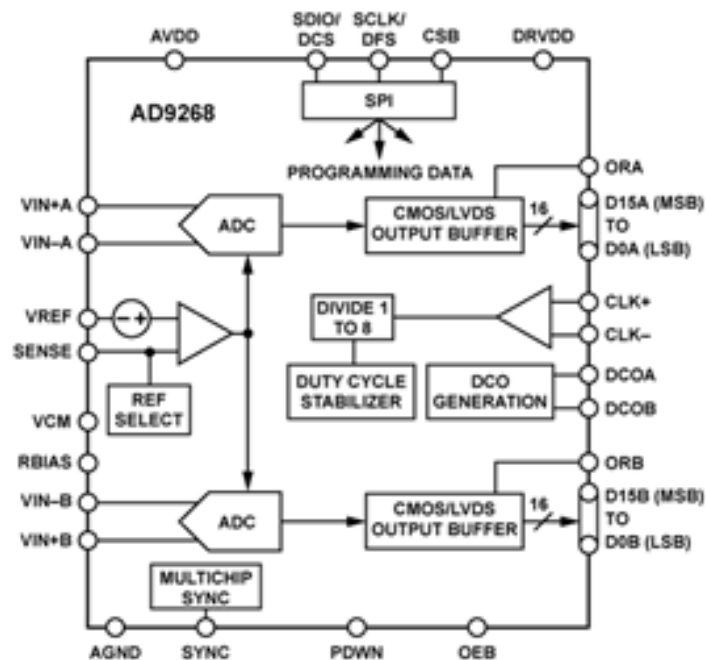 SDIO/ SCLK/
AVDD DCS DFS CSB DRVDD
SPI
AD9268
PROGRAMMING DATA
ORA
VIN+A
ADC
CMOS/LVDS
OUTPUT BUFFER
16
D15A (MSB)
TO
D0A (LSB)
VIN–A
VREF
– +
DIVIDE 1
TO 8
CLK+
CLK–
SENSE
REF
SELECT
DUTY CYCLE
STABILIZER
DCO
GENERATION
DCOA
DCOB
VCM
RBIAS
ORB
VIN–B
ADC
CMOS/LVDS
OUTPUT BUFFER
16
D15B (MSB)
TO
D0B (LSB)
VIN+B
MULTICHIP
SYNC
AGND SYNC PDWN OEB